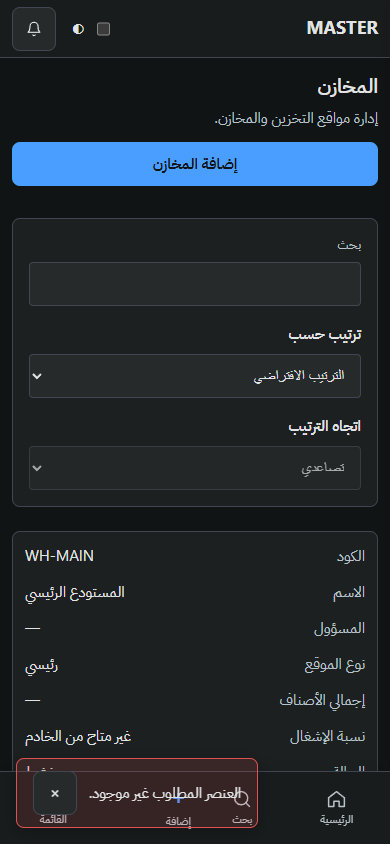 MASTER
المخازن
إدارة مواقع التخزين والمخازن.
إضافة المخازن
بحث
ترتيب حسب
الترتيب الافتراضي
اتجاه الترتيب
تصاعدي
الكود WH-MAIN
الاسم المستودع الرئيسي
المسؤول —
نوع الموقع رئيسي
إجمالي الأصناف —
نسبة الإشغال غير متاح من الخادم
العنصر المطلوب غير موجود. ×
الرئيسية بحث إضافة القائمة